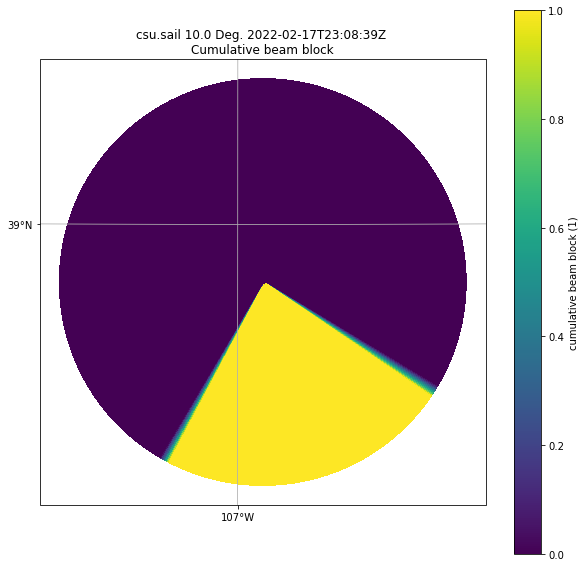 csu.sail 10.0 Deg. 2022-02-17T23:08:39Z
Cumulative beam block
39°N
107°W
1.0
0.8
0.6
0.4
0.2
0.0
cumulative beam block (1)